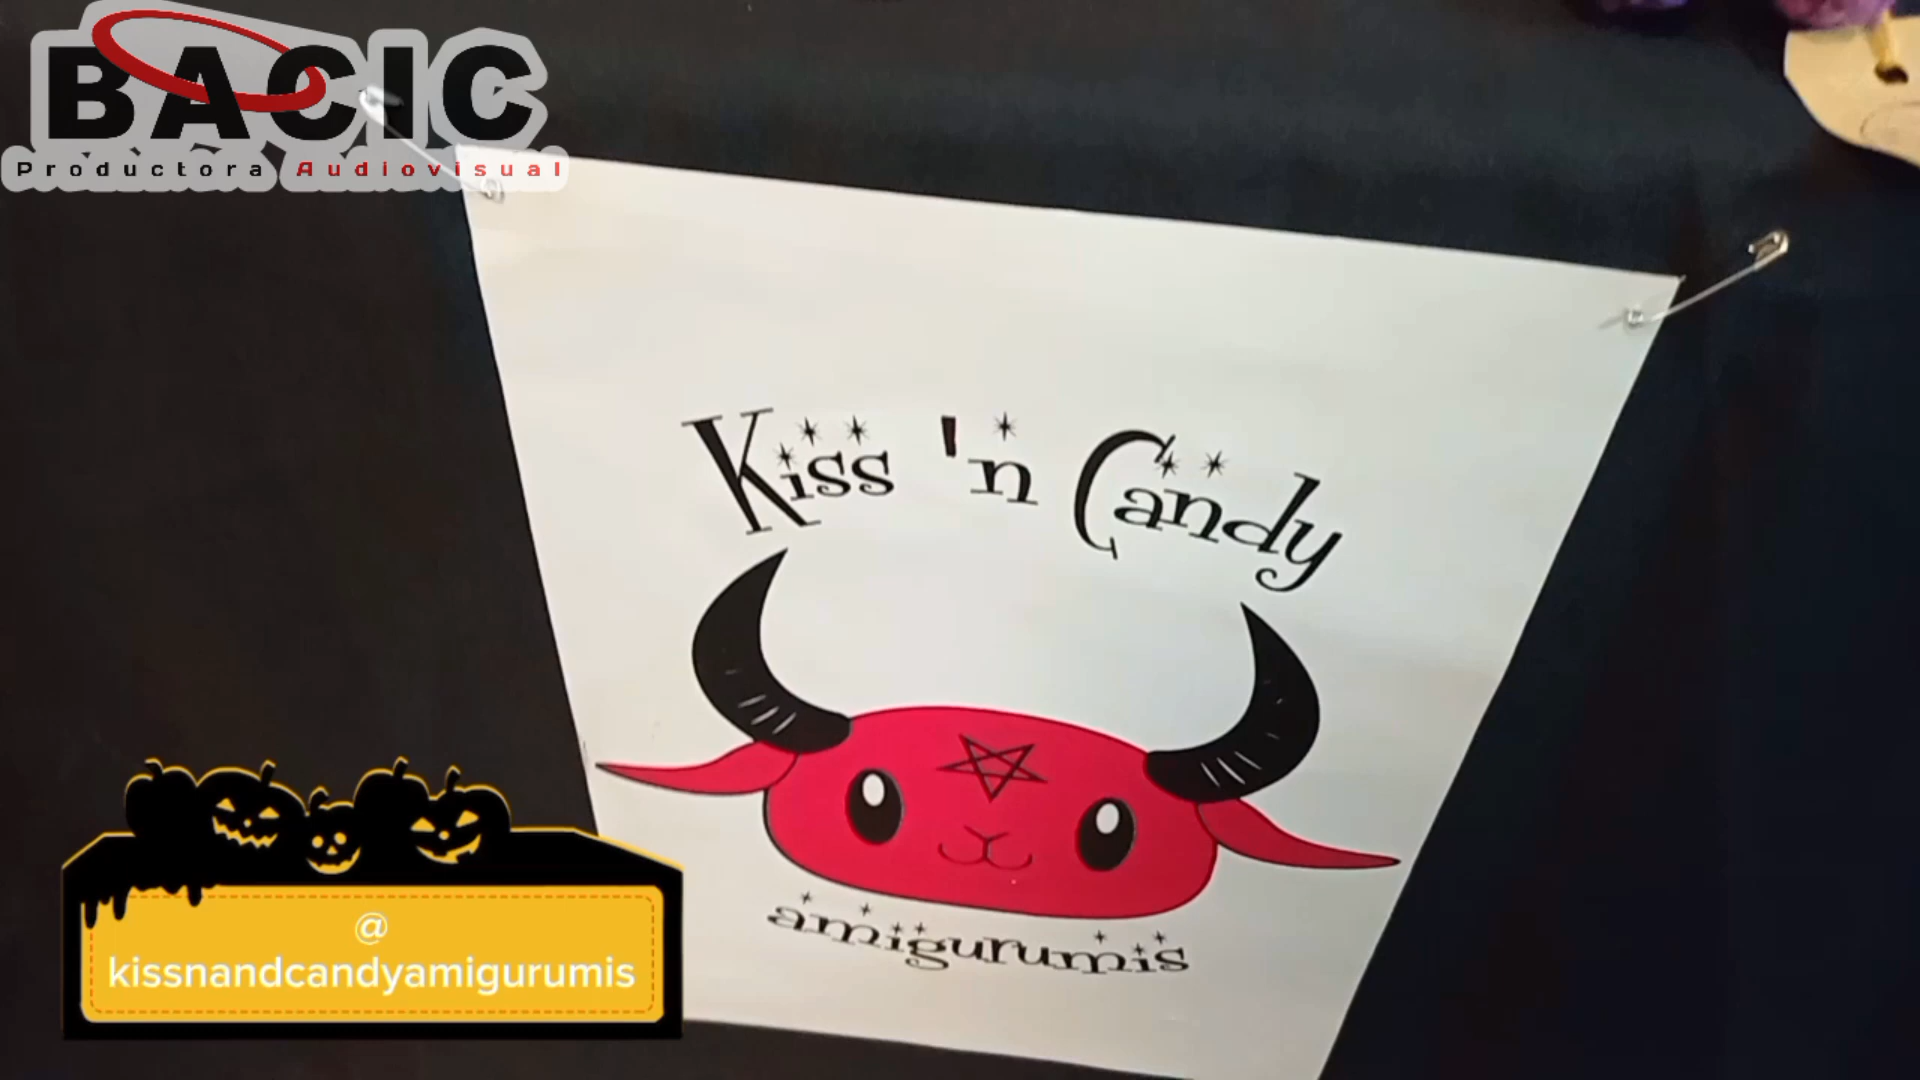 BACIC
Productora Audiovisual
Kiss 'n Candy
amigurumis
@
kissnandcandyamigurumis